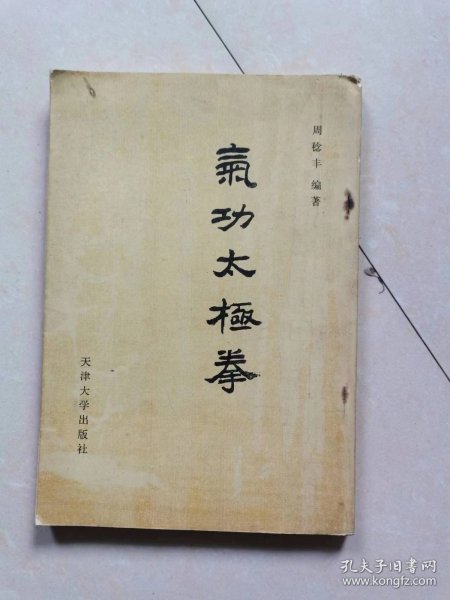 周稔丰 编著
氣功太極拳
天津大学出版社
孔夫子旧书网
www.kongfz.com